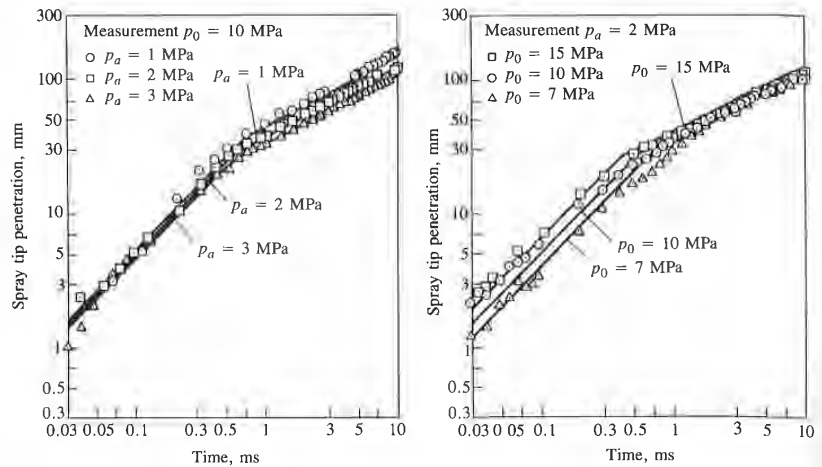 300
100
50
30
10
5
3
1
0.5
0.3
Spray tip penetration, mm
Measurement p₀ = 10 MPa
○ pₐ = 1 MPa
□ pₐ = 2 MPa
△ pₐ = 3 MPa
pₐ = 1 MPa
pₐ = 2 MPa
pₐ = 3 MPa
0.03 0.05 0.1 0.3 0.5 1 3 5 10
Time, ms
300
100
50
30
10
5
3
1
0.5
0.3
Spray tip penetration, mm
Measurement pₐ = 2 MPa
□ p₀ = 15 MPa
○ p₀ = 10 MPa
△ p₀ = 7 MPa
p₀ = 15 MPa
p₀ = 10 MPa
p₀ = 7 MPa
0.03 0 05 0.1 0.3 0.5 1 3 5 10
Time, ms